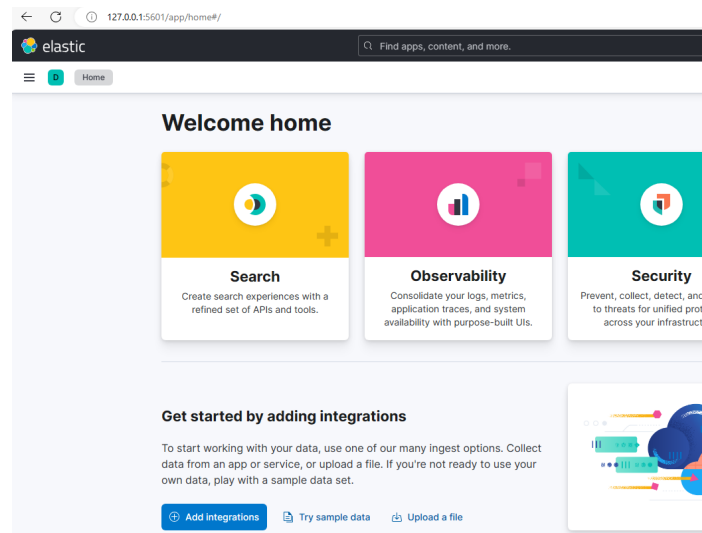 127.0.0.1:5601/app/home#/
elastic
Find apps, content, and more.
D
Home
Welcome home
Search
Create search experiences with a
refined set of APIs and tools.
Observability
Consolidate your logs, metrics,
application traces, and system
availability with purpose-built UIs.
Security
Prevent, collect, detect, and
to threats for unified prot
across your infrastruct
Get started by adding integrations
To start working with your data, use one of our many ingest options. Collect
data from an app or service, or upload a file. If you're not ready to use your
own data, play with a sample data set.
Add integrations
Try sample data
Upload a file